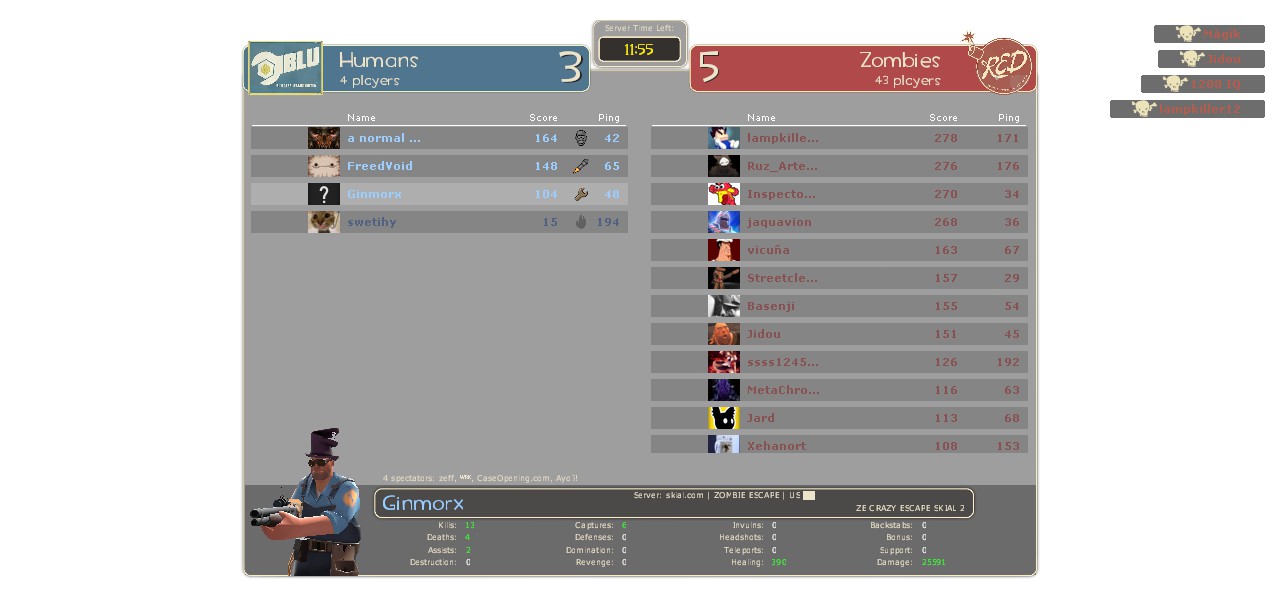 Server Time Left:
11:55
BLU
Humans
4 players
3
5
Zombies
43 players
RED
Magik
Jidou
1200 IQ
lampkiller12
Name Score Ping
a normal ... 164 42
FreedVoid 148 65
? Ginmorx 104 48
swetihy 15 194
Name Score Ping
lampkille... 278 171
Ruz_Arte... 276 176
Inspecto... 270 34
jaquavion 268 36
vicuña 163 67
Streetcle... 157 29
Basenji 155 54
Jidou 151 45
ssss1245... 126 192
MetaChro... 116 63
Jard 113 68
Xehanort 108 153
4 spectators: zeff, CaseOpening.com,
Ginmorx
Server: skial.com | ZOMBIE ESCAPE | US
ZE CRAZY ESCAPE SKIAL 2
Kills: 13 Captures: 6 Invulns: 0 Backstabs: 0
Deaths: 4 Defenses: 0 Headshots: 0 Bonus: 0
Assists: 2 Domination: 0 Teleports: 0 Support: 0
Destruction: 0 Revenge: 0 Healing: 390 Damage: 25591